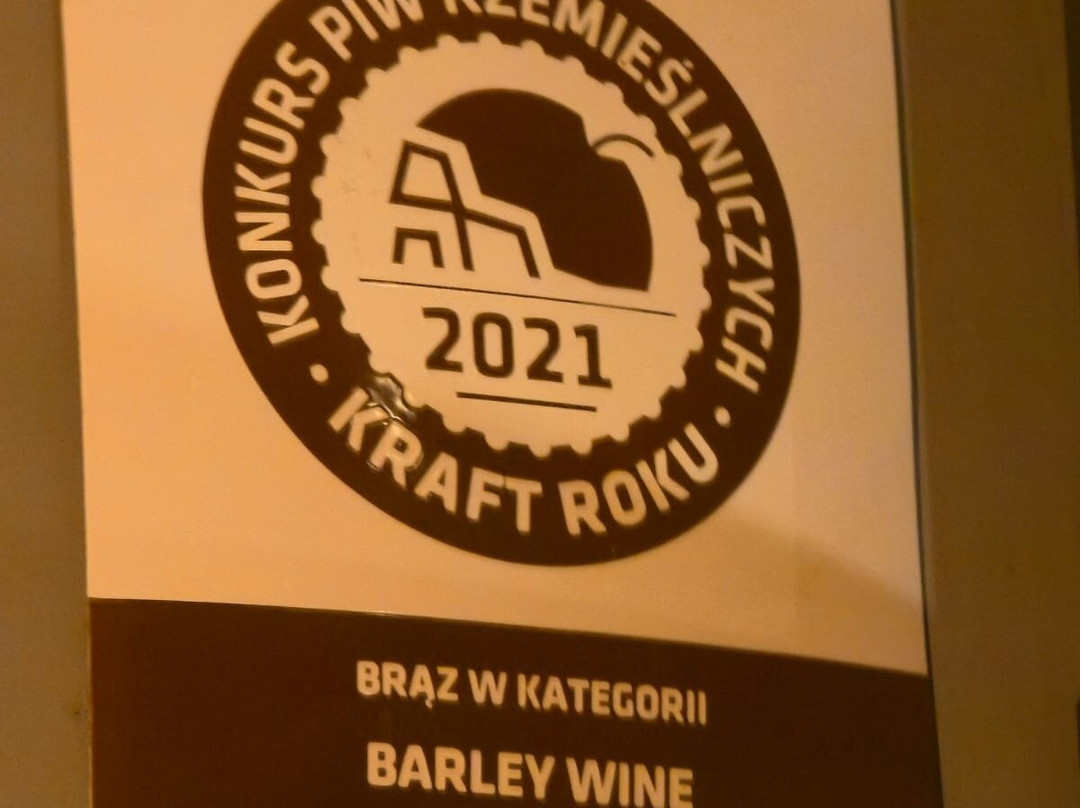 KONKURS PIW RZEMIEŚLNICZYCH
2021
• KRAFT ROKU •
BRĄZ W KATEGORII
BARLEY WINE